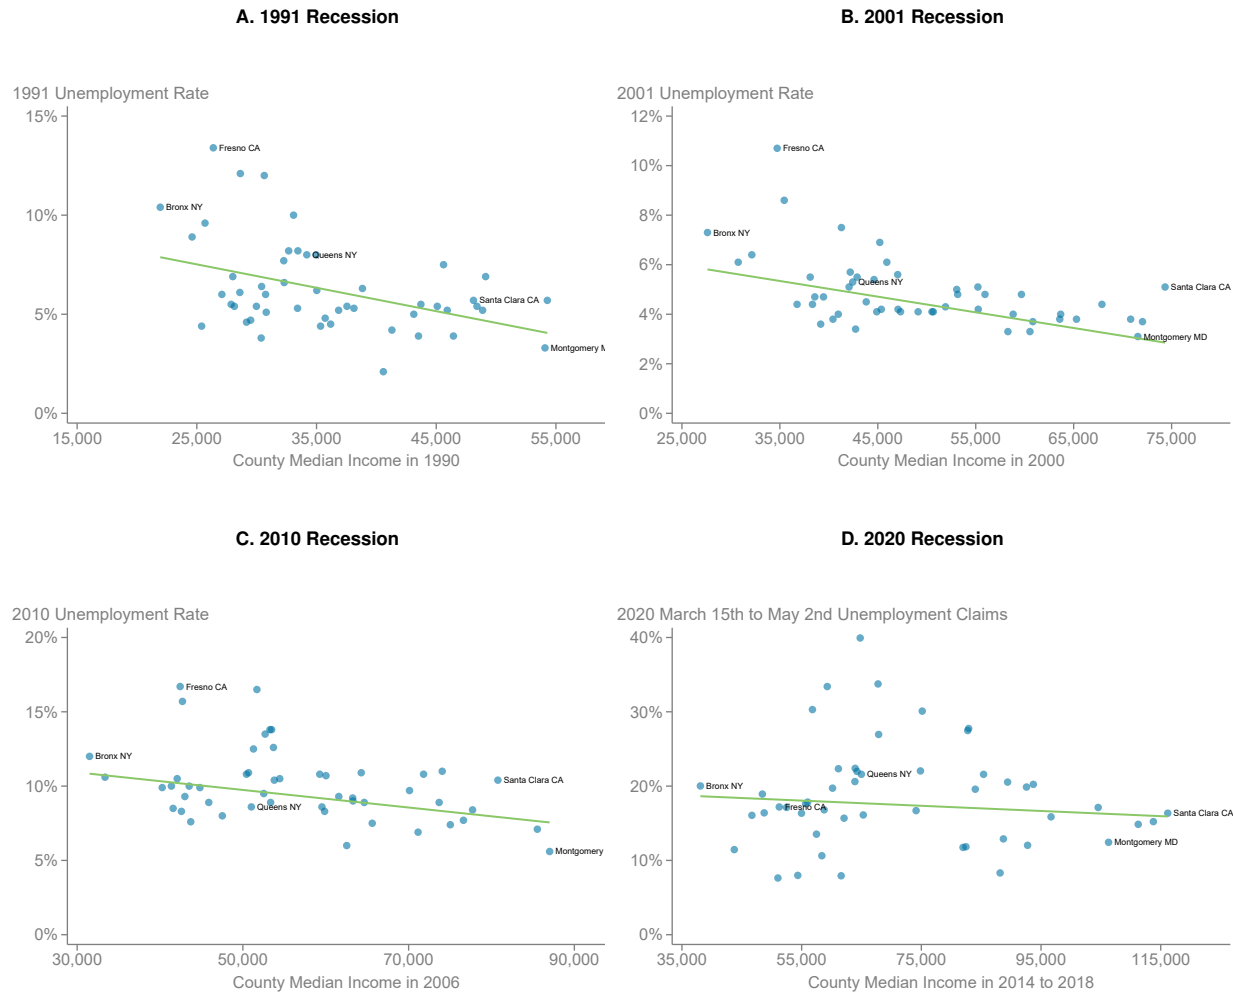 A. 1991 Recession
1991 Unemployment Rate
15%
10%
5%
0%
Fresno CA
Bronx NY
Queens NY
Santa Clara CA
Montgomery M
15,000 25,000 35,000 45,000 55,000
County Median Income in 1990
B. 2001 Recession
2001 Unemployment Rate
12%
10%
8%
6%
4%
2%
0%
Fresno CA
Bronx NY
Queens NY
Santa Clara CA
Montgomery MD
25,000 35,000 45,000 55,000 65,000 75,000
County Median Income in 2000
C. 2010 Recession
2010 Unemployment Rate
20%
15%
10%
5%
0%
Fresno CA
Bronx NY
Santa Clara CA
Queens NY
Montgomery
30,000 50,000 70,000 90,000
County Median Income in 2006
D. 2020 Recession
2020 March 15th to May 2nd Unemployment Claims
40%
30%
20%
10%
0%
Queens NY
Bronx NY
Fresno CA
Santa Clara CA
Montgomery MD
35,000 55,000 75,000 95,000 115,000
County Median Income in 2014 to 2018